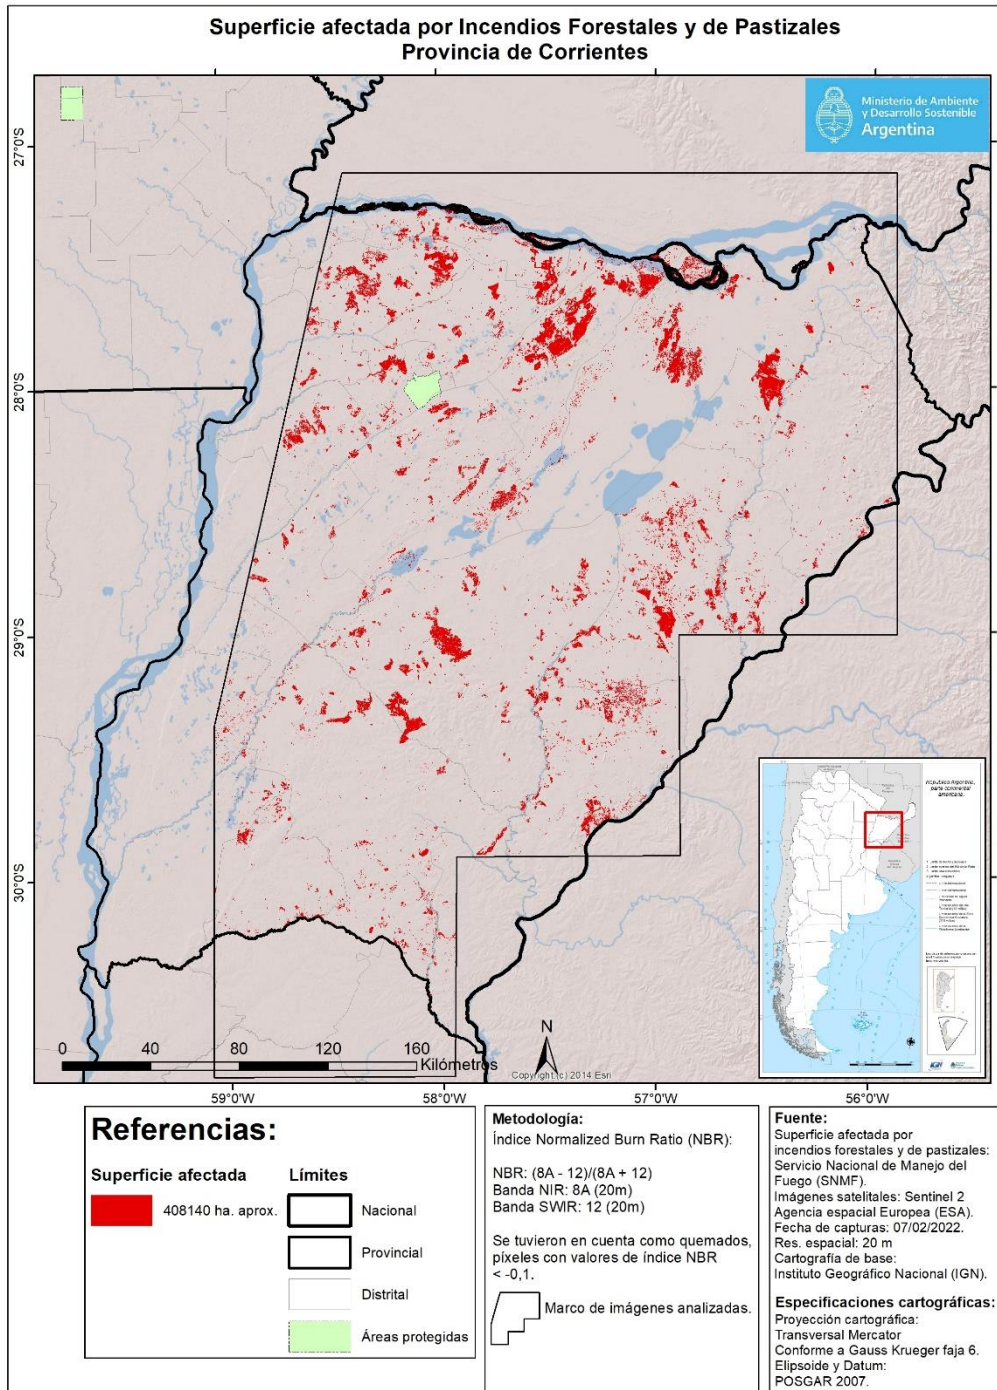 Superficie afectada por Incendios Forestales y de Pastizales
Provincia de Corrientes
Ministerio de Ambiente
y Desarrollo Sostenible
Argentina
27°0'S
28°0'S
29°0'S
30°0'S
República Argentina,
parte continental
americana.
IGN
N
0 40 80 120 160
Kilómetros
Copyright:(c) 2014 Esri
59°0'W 58°0'W 57°0'W 56°0'W
Referencias:
Superficie afectada
408140 ha. aprox.
Límites
Nacional
Provincial
Distrital
Áreas protegidas
Metodología:
Índice Normalized Burn Ratio (NBR):
NBR: (8A - 12)/(8A + 12)
Banda NIR: 8A (20m)
Banda SWIR: 12 (20m)
Se tuvieron en cuenta como quemados,
píxeles con valores de índice NBR
< -0,1.
Marco de imágenes analizadas.
Fuente:
Superficie afectada por
incendios forestales y de pastizales:
Servicio Nacional de Manejo del
Fuego (SNMF).
Imágenes satelitales: Sentinel 2
Agencia espacial Europea (ESA).
Fecha de capturas: 07/02/2022.
Res. espacial: 20 m
Cartografía de base:
Instituto Geográfico Nacional (IGN).
Especificaciones cartográficas:
Proyección cartográfica:
Transversal Mercator
Conforme a Gauss Krueger faja 6.
Elipsoide y Datum:
POSGAR 2007.